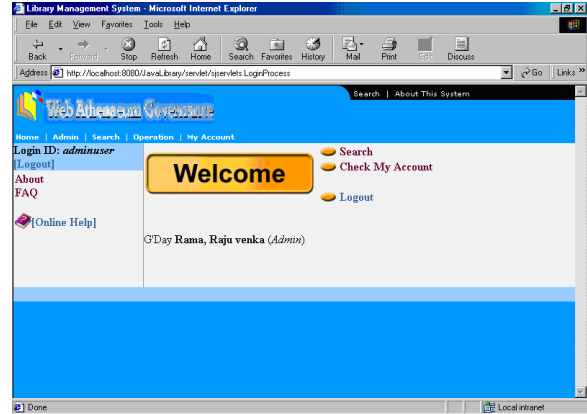 Library Management System - Microsoft Internet Explorer
File Edit View Favorites Tools Help
Back Forward Stop Refresh Home Search Favorites History Mail Print Edit Discuss
Address http://localhost:8080/JavaLibrary/servlet/sjservlets.LoginProcess Go Links »
Search | About This System
Web Athenaeum Governance
Home | Admin | Search | Operation | My Account
Login ID: adminuser
[Logout]
About
FAQ
[Online Help]
Welcome
Search
Check My Account
Logout
G'Day Rama, Raju venka (Admin)
Done Local intranet